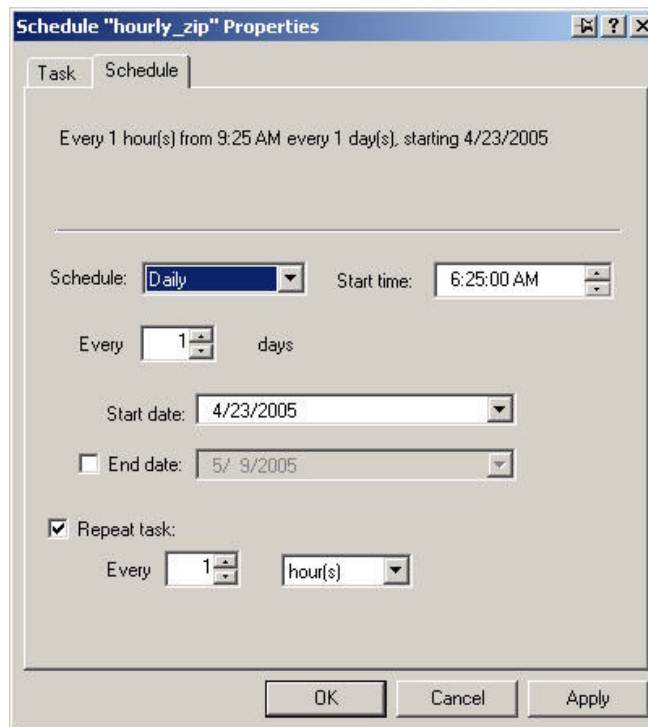 Schedule "hourly_zip" Properties
Task Schedule
Every 1 hour(s) from 9:25 AM every 1 day(s), starting 4/23/2005
Schedule: Daily Start time: 6:25:00 AM
Every 1 days
Start date: 4/23/2005
End date: 5/ 9/2005
Repeat task:
Every 1 hour(s)
OK Cancel Apply